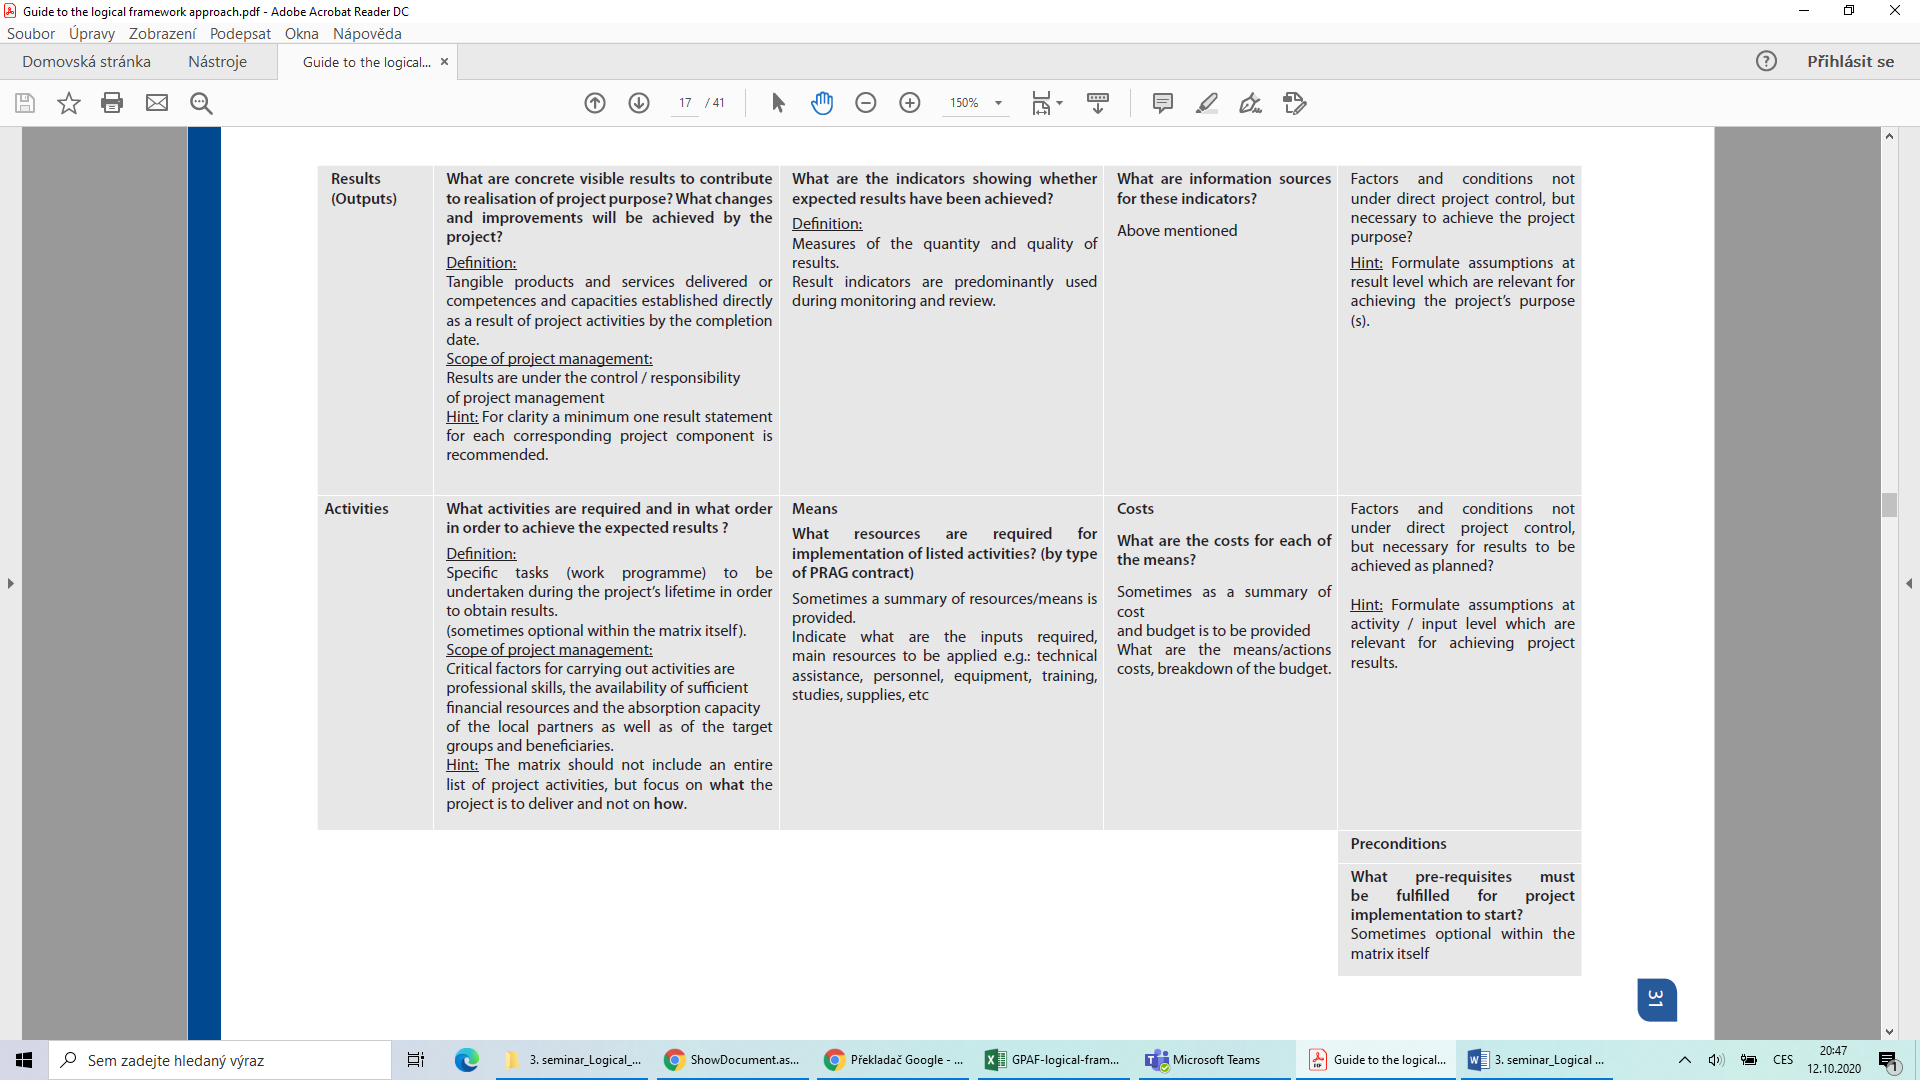 Guide to the logical framework approach.pdf - Adobe Acrobat Reader DC
Soubor Úpravy Zobrazení Podepsat Okna Nápověda
Domovská stránka
Nástroje
Guide to the logical...
Přihlásit se
17 / 41
150%
Results
(Outputs)
What are concrete visible results to contribute
to realisation of project purpose? What changes
and improvements will be achieved by the
project?
Definition:
Tangible products and services delivered or
competences and capacities established directly
as a result of project activities by the completion
date.
Scope of project management:
Results are under the control / responsibility
of project management
Hint: For clarity a minimum one result statement
for each corresponding project component is
recommended.
What are the indicators showing whether
expected results have been achieved?
Definition:
Measures of the quantity and quality of
results.
Result indicators are predominantly used
during monitoring and review.
What are information sources
for these indicators?
Above mentioned
Factors and conditions not
under direct project control, but
necessary to achieve the project
purpose?
Hint: Formulate assumptions at
result level which are relevant for
achieving the project's purpose
(s).
Activities
What activities are required and in what order
in order to achieve the expected results ?
Definition:
Specific tasks (work programme) to be
undertaken during the project's lifetime in order
to obtain results.
(sometimes optional within the matrix itself).
Scope of project management:
Critical factors for carrying out activities are
professional skills, the availability of sufficient
financial resources and the absorption capacity
of the local partners as well as of the target
groups and beneficiaries.
Hint: The matrix should not include an entire
list of project activities, but focus on what the
project is to deliver and not on how.
Means
What resources are required for
implementation of listed activities? (by type
of PRAG contract)
Sometimes a summary of resources/means is
provided.
Indicate what are the inputs required,
main resources to be applied e.g.: technical
assistance, personnel, equipment, training,
studies, supplies, etc
Costs
What are the costs for each of
the means?
Sometimes as a summary of
cost
and budget is to be provided
What are the means/actions
costs, breakdown of the budget.
Factors and conditions not
under direct project control,
but necessary for results to be
achieved as planned?
Hint: Formulate assumptions at
activity / input level which are
relevant for achieving project
results.
Preconditions
What pre-requisites must
be fulfilled for project
implementation to start?
Sometimes optional within the
matrix itself
31
Sem zadejte hledaný výraz
3. seminar_Logical_...
ShowDocument.as...
Překladač Google - ...
GPAF-logical-fram...
Microsoft Teams
Guide to the logical...
3. seminar_Logical ...
CES
20:47
12.10.2020
1